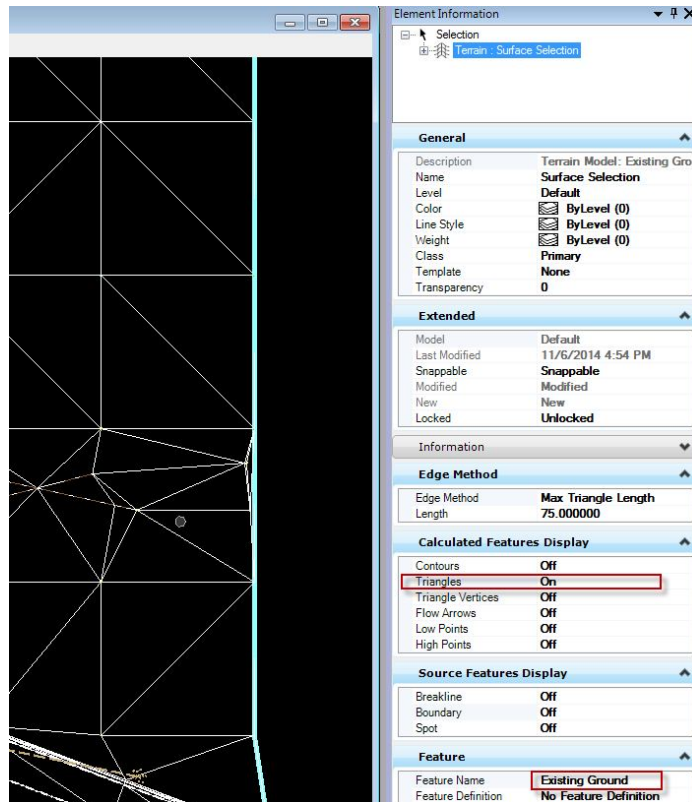 Element Information
Selection
Terrain : Surface Selection
General
Description Terrain Model: Existing Gro
Name Surface Selection
Level Default
Color ByLevel (0)
Line Style ByLevel (0)
Weight ByLevel (0)
Class Primary
Template None
Transparency 0
Extended
Model Default
Last Modified 11/6/2014 4:54 PM
Snappable Snappable
Modified Modified
New New
Locked Unlocked
Information
Edge Method
Edge Method Max Triangle Length
Length 75.000000
Calculated Features Display
Contours Off
Triangles On
Triangle Vertices Off
Flow Arrows Off
Low Points Off
High Points Off
Source Features Display
Breakline Off
Boundary Off
Spot Off
Feature
Feature Name Existing Ground
Feature Definition No Feature Definition